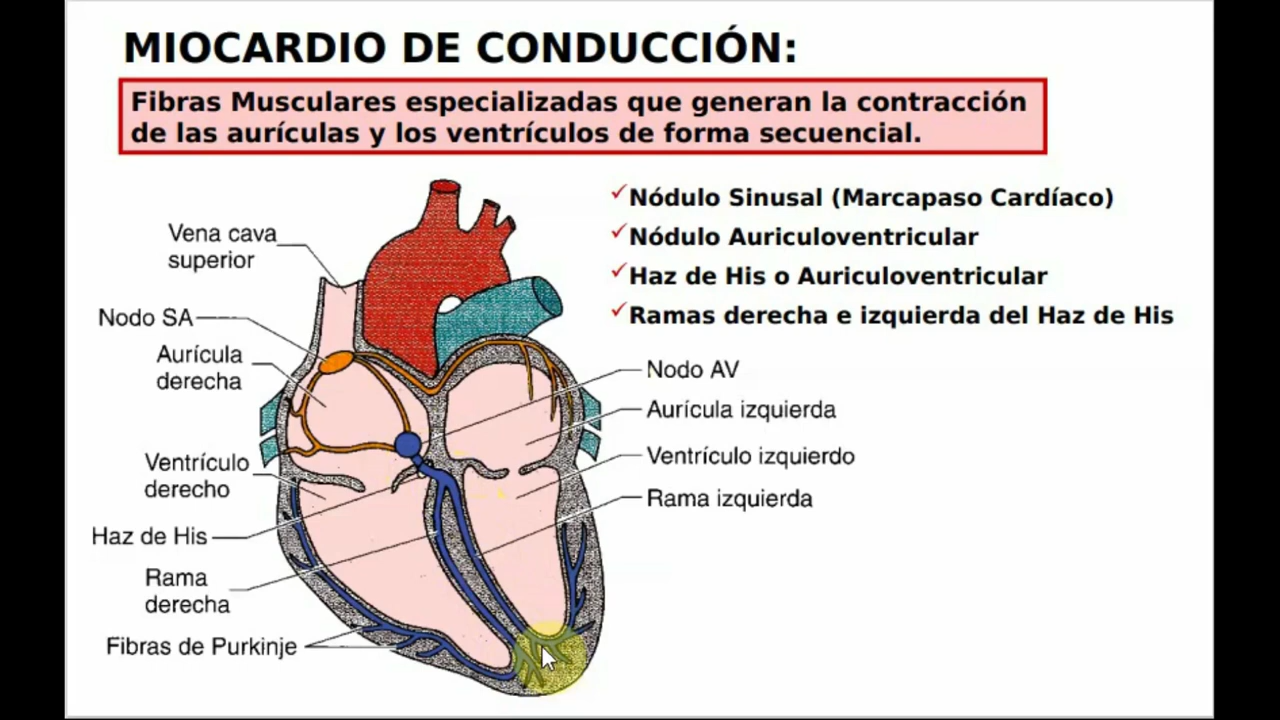 MIOCARDIO DE CONDUCCIÓN:
Fibras Musculares especializadas que generan la contracción
de las aurículas y los ventrículos de forma secuencial.
Nódulo Sinusal (Marcapaso Cardíaco)
Nódulo Auriculoventricular
Haz de His o Auriculoventricular
Ramas derecha e izquierda del Haz de His
Vena cava
superior
Nodo SA
Aurícula
derecha
Ventrículo
derecho
Haz de His
Rama
derecha
Fibras de Purkinje
Nodo AV
Aurícula izquierda
Ventrículo izquierdo
Rama izquierda